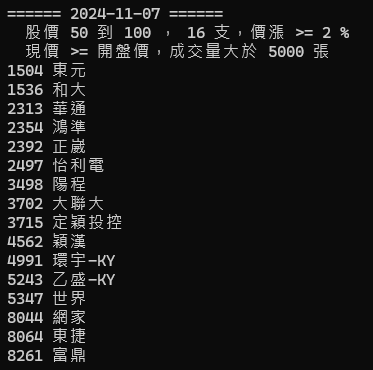 ====== 2024-11-07 ======
股價 50 到 100 ， 16 支，價漲 >= 2 %
現價 >= 開盤價，成交量大於 5000 張
1504 東元
1536 和大
2313 華通
2354 鴻準
2392 正崴
2497 怡利電
3498 陽程
3702 大聯大
3715 定穎投控
4562 穎漢
4991 環宇-KY
5243 乙盛-KY
5347 世界
8044 網家
8064 東捷
8261 富鼎